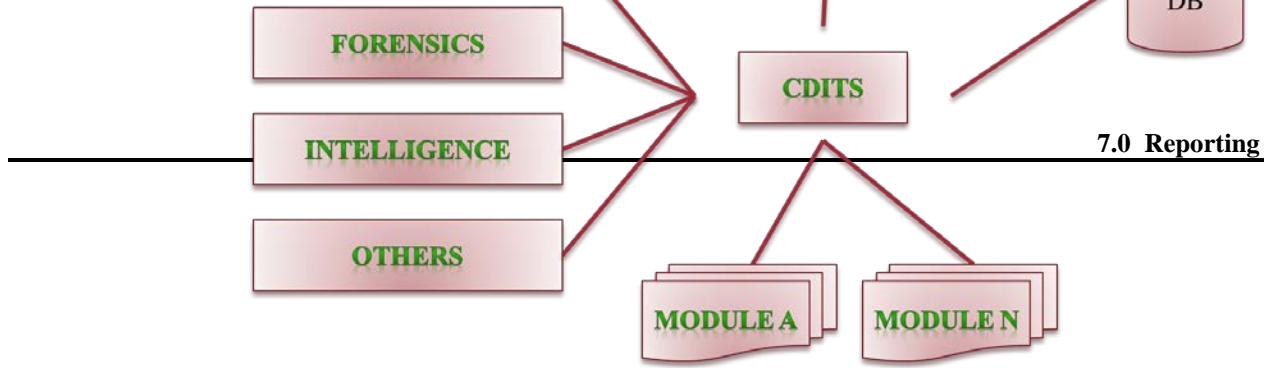 DB
FORENSICS
CDITS
7.0 Reporting
INTELLIGENCE
OTHERS
MODULE A
MODULE N